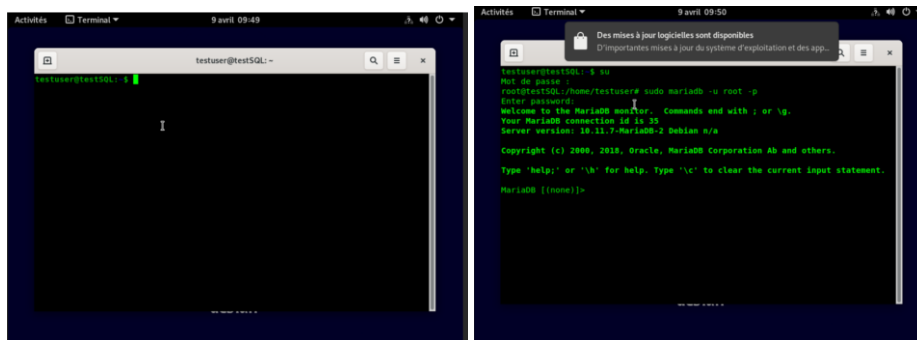 Activités Terminal 9 avril 09:49
testuser@testSQL: ~
testuser@testSQL: $
Activités Terminal 9 avril 09:50
Des mises à jour logicielles sont disponibles
D'importantes mises à jour du système d'exploitation et des app…
testuser@testSQL: $ su
Mot de passe :
root@testSQL:/home/testuser# sudo mariadb -u root -p
Enter password:
Welcome to the MariaDB monitor. Commands end with ; or \g.
Your MariaDB connection id is 35
Server version: 10.11.7-MariaDB-2 Debian n/a
Copyright (c) 2000, 2018, Oracle, MariaDB Corporation Ab and others.
Type 'help;' or '\h' for help. Type '\c' to clear the current input statement.
MariaDB [(none)]>